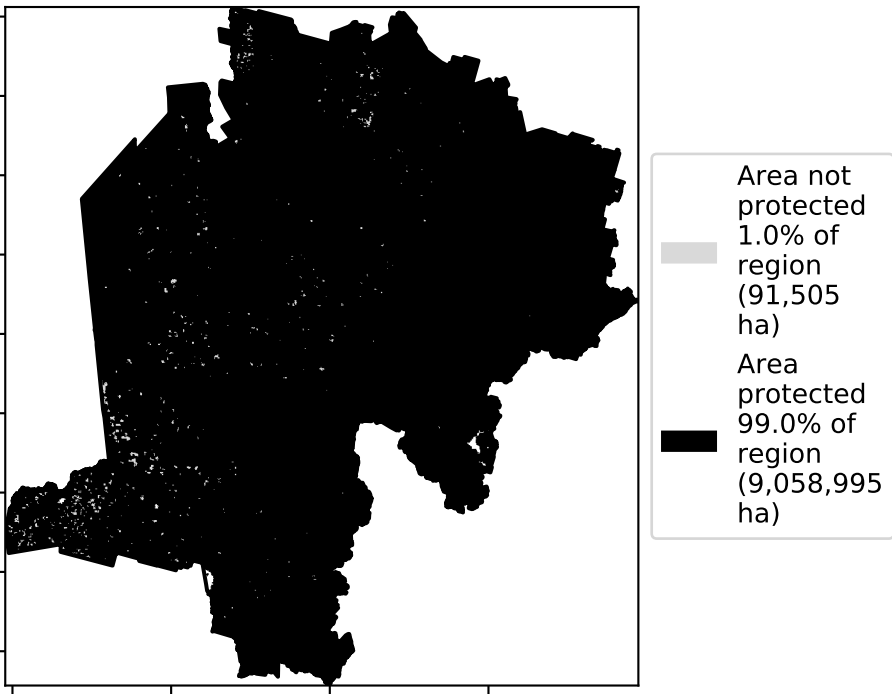 Area not
protected
1.0% of
region
(91,505
ha)
Area
protected
99.0% of
region
(9,058,995
ha)